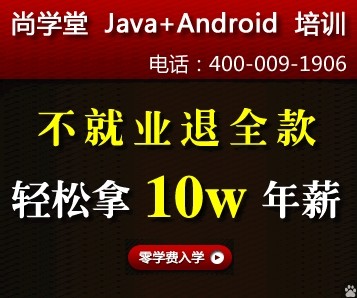 尚学堂 Java+Android 培训
电话：400-009-1906
不就业退全款
轻松拿 10w 年薪
零学费入学